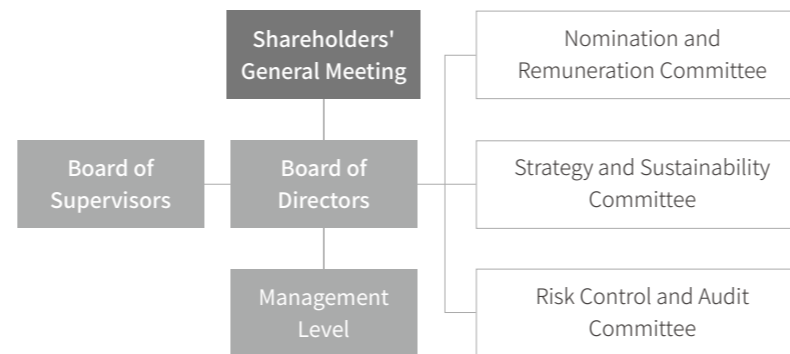 Shareholders'
General Meeting
Nomination and
Remuneration Committee
Board of
Supervisors
Board of
Directors
Strategy and Sustainability
Committee
Management
Level
Risk Control and Audit
Committee